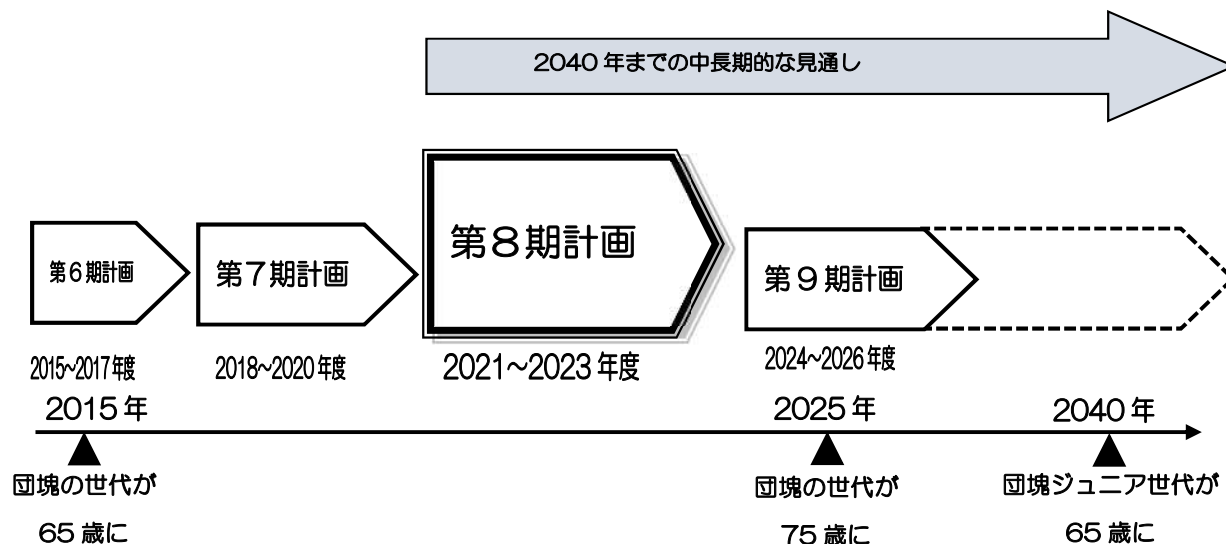 2040 年までの中長期的な見通し
第6期計画
第7期計画
第8期計画
第9期計画
2015~2017年度
2018~2020年度
2021~2023年度
2024~2026年度
2015年
2025年
2040年
団塊の世代が
65歳に
団塊の世代が
75歳に
団塊ジュニア世代が
65歳に